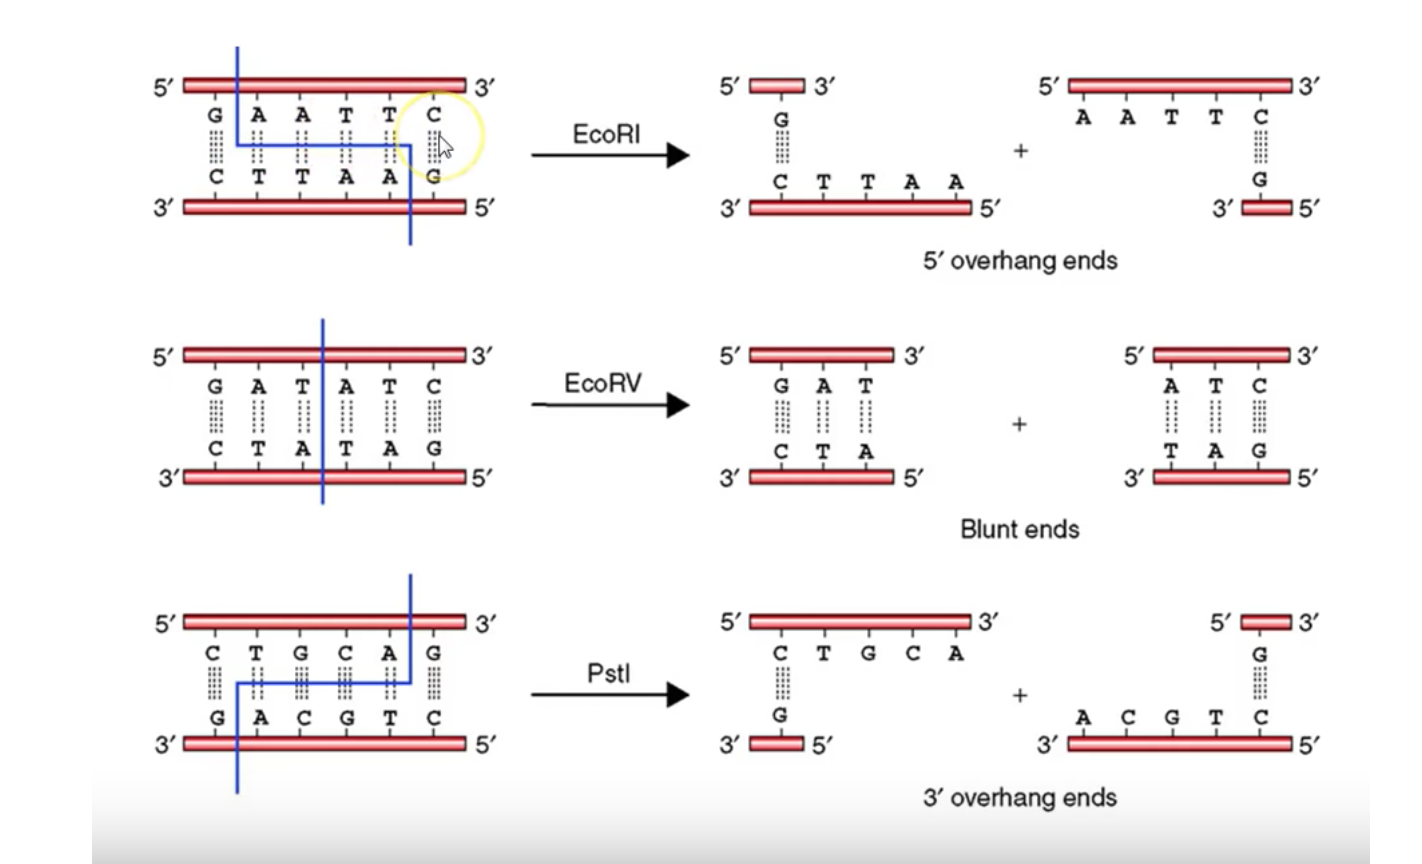 5′ 3′ 5′ 3′ 5′ 3′
G A A T T C G A A T T C
EcoRI
+
C T T A A G C T T A A G
3′ 5′ 3′ 5′ 3′ 5′
5′ overhang ends
5′ 3′ 5′ 3′ 5′ 3′
G A T A T C G A T A T C
EcoRV
+
C T A T A G C T A T A G
3′ 5′ 3′ 5′ 3′ 5′
Blunt ends
5′ 3′ 5′ 3′ 5′ 3′
C T G C A G C T G C A G
PstI
+
G A C G T C G A C G T C
3′ 5′ 3′ 5′ 3′ 5′
3′ overhang ends